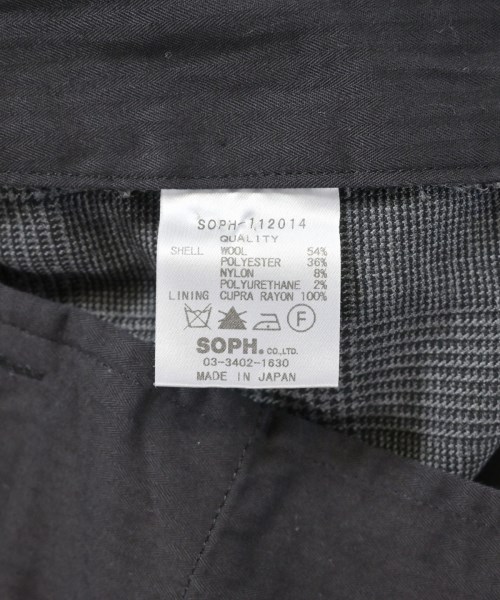 SOPH-112014
QUALITY
SHELL WOOL 54%
POLYESTER 36%
NYLON 8%
POLYURETHANE 2%
LINING CUPRA RAYON 100%
F
SOPH. CO.,LTD.
03-3402-1630
MADE IN JAPAN